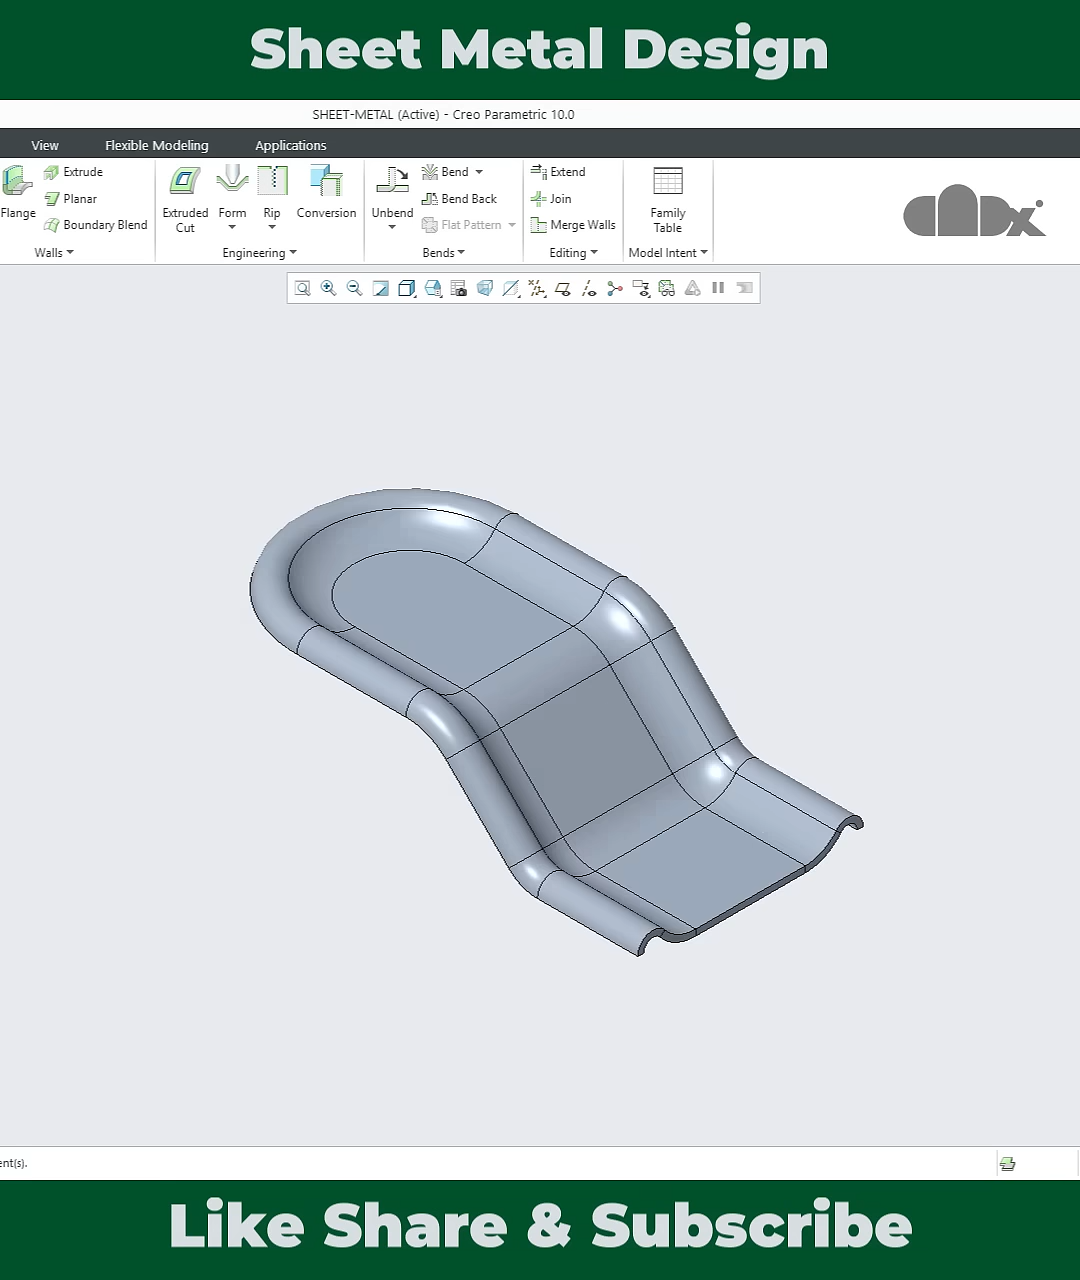 Sheet Metal Design
SHEET-METAL (Active) - Creo Parametric 10.0
View Flexible Modeling Applications
Flange
Extrude
Planar
Boundary Blend
Walls
Extruded Cut
Form
Rip
Conversion
Engineering
Unbend
Bend
Bend Back
Flat Pattern
Bends
Extend
Join
Merge Walls
Editing
Family Table
Model Intent
CADx
ent(s).
Like Share & Subscribe